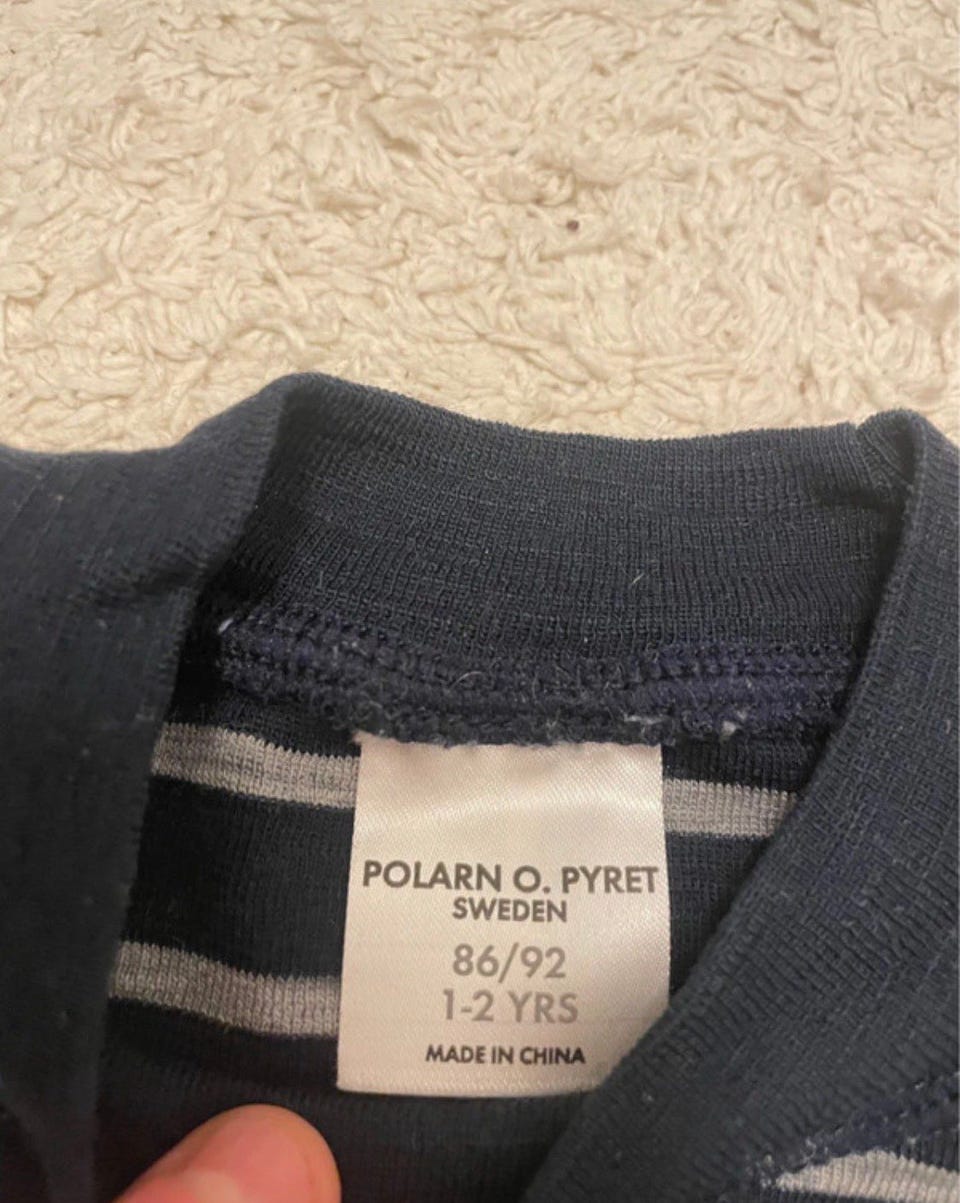 POLARN O. PYRET
SWEDEN
86/92
1-2 YRS
MADE IN CHINA